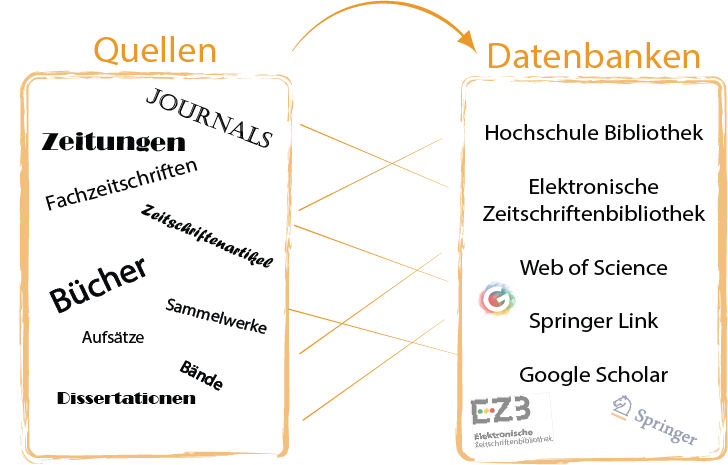 Quellen
JOURNALS
Zeitungen
Fachzeitschriften
Zeitschriftenartikel
Bücher
Sammelwerke
Aufsätze
Bände
Dissertationen
Datenbanken
Hochschule Bibliothek
Elektronische
Zeitschriftenbibliothek
Web of Science
Springer Link
Google Scholar
EZB
Elektronische
Zeitschriftenbibliothek
Springer